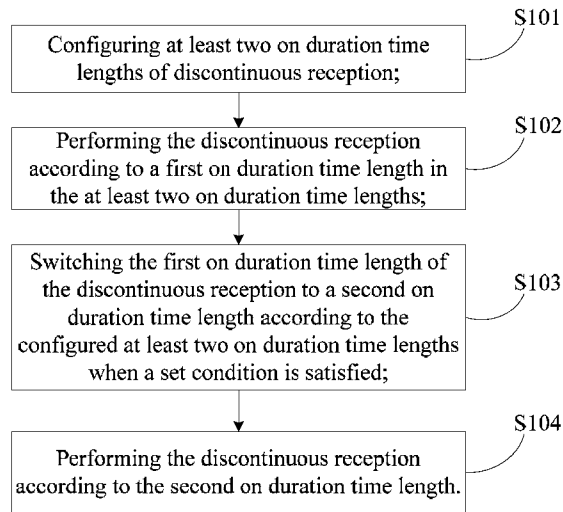 S101
Configuring at least two on duration time
lengths of discontinuous reception;
S102
Performing the discontinuous reception
according to a first on duration time length in
the at least two on duration time lengths;
S103
Switching the first on duration time length of
the discontinuous reception to a second on
duration time length according to the
configured at least two on duration time lengths
when a set condition is satisfied;
S104
Performing the discontinuous reception
according to the second on duration time length.